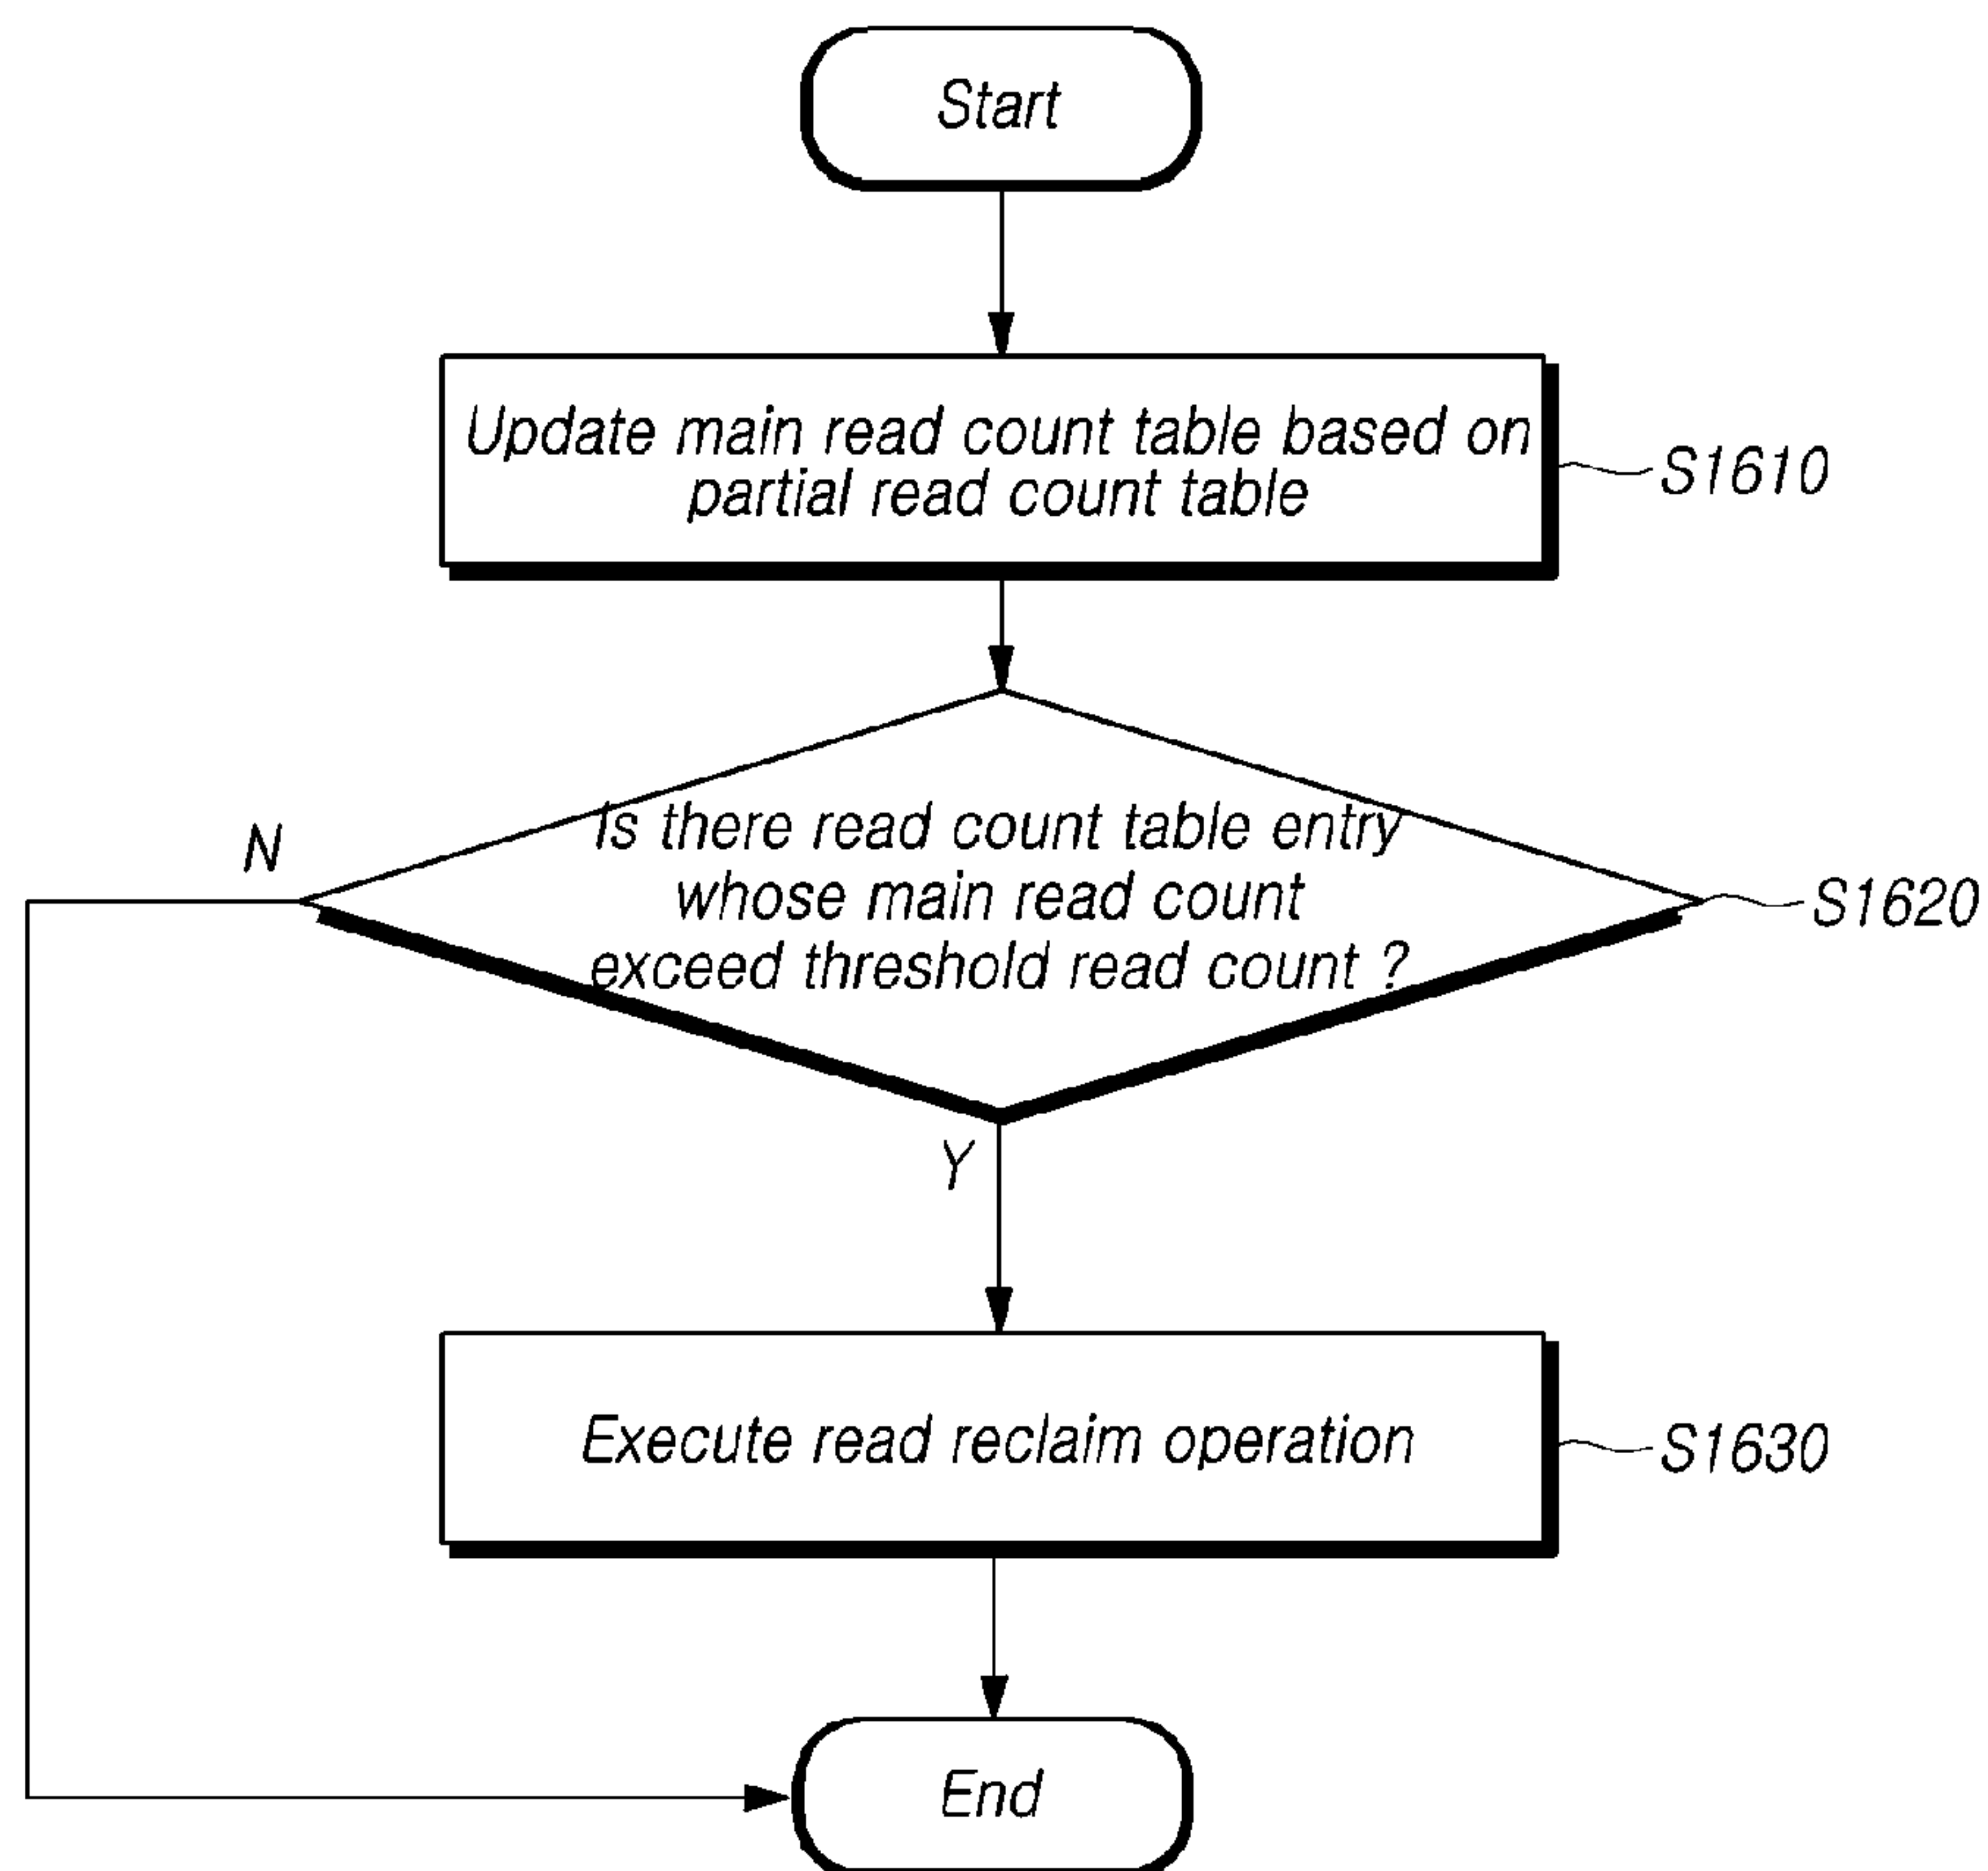 Start
Update main read count table based on
partial read count table
S1610
Is there read count table entry
whose main read count
exceed threshold read count ?
N
S1620
Y
Execute read reclaim operation
S1630
End